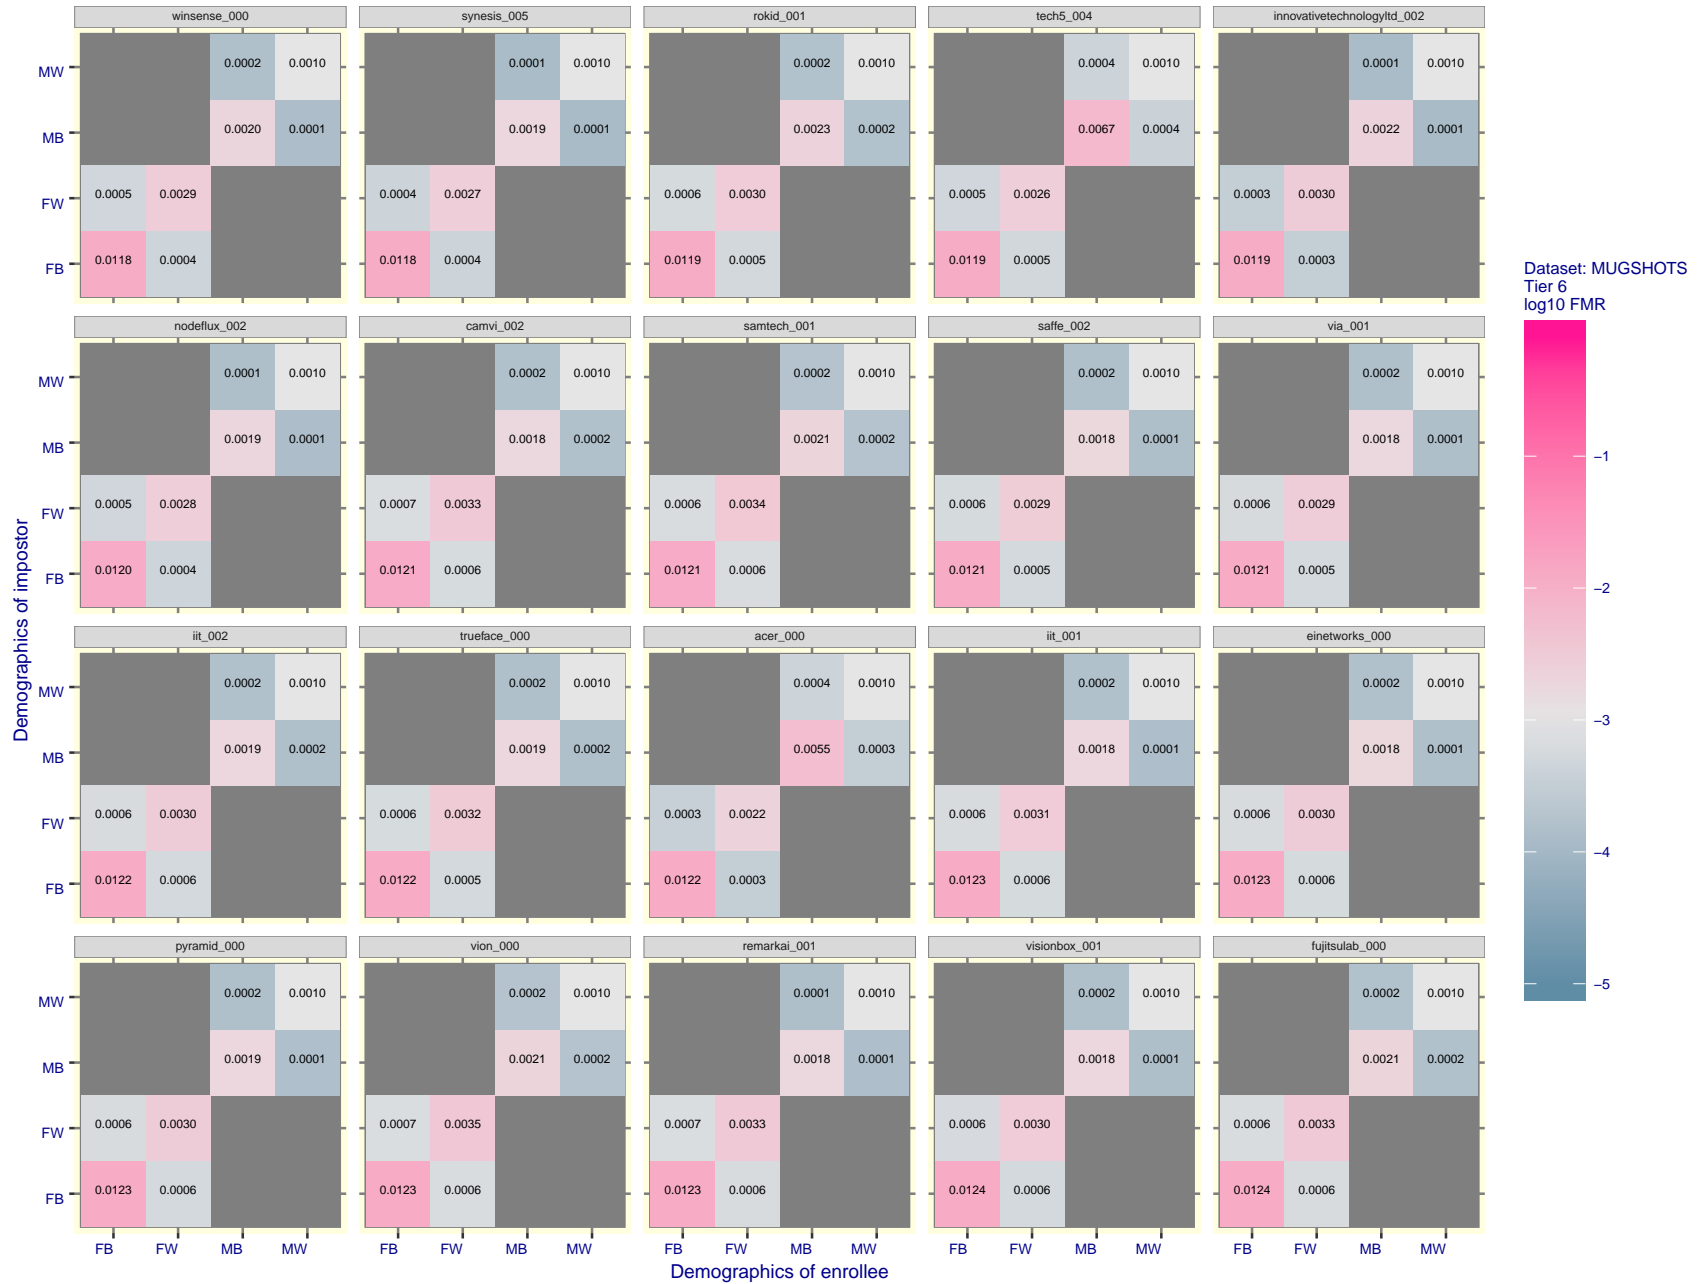 winsense_000 synesis_005 rokid_001 tech5_004 innovativetechnologyltd_002
MW 0.0002 0.0010 0.0001 0.0010 0.0002 0.0010 0.0004 0.0010 0.0001 0.0010
MB 0.0020 0.0001 0.0019 0.0001 0.0023 0.0002 0.0067 0.0004 0.0022 0.0001
FW 0.0005 0.0029 0.0004 0.0027 0.0006 0.0030 0.0005 0.0026 0.0003 0.0030
FB 0.0118 0.0004 0.0118 0.0004 0.0119 0.0005 0.0119 0.0005 0.0119 0.0003
nodeflux_002 camvi_002 samtech_001 saffe_002 via_001
MW 0.0001 0.0010 0.0002 0.0010 0.0002 0.0010 0.0002 0.0010 0.0002 0.0010
MB 0.0019 0.0001 0.0018 0.0002 0.0021 0.0002 0.0018 0.0001 0.0018 0.0001
FW 0.0005 0.0028 0.0007 0.0033 0.0006 0.0034 0.0006 0.0029 0.0006 0.0029
FB 0.0120 0.0004 0.0121 0.0006 0.0121 0.0006 0.0121 0.0005 0.0121 0.0005
iit_002 trueface_000 acer_000 iit_001 einetworks_000
MW 0.0002 0.0010 0.0002 0.0010 0.0004 0.0010 0.0002 0.0010 0.0002 0.0010
MB 0.0019 0.0002 0.0019 0.0002 0.0055 0.0003 0.0018 0.0001 0.0018 0.0001
FW 0.0006 0.0030 0.0006 0.0032 0.0003 0.0022 0.0006 0.0031 0.0006 0.0030
FB 0.0122 0.0006 0.0122 0.0005 0.0122 0.0003 0.0123 0.0006 0.0123 0.0006
pyramid_000 vion_000 remarkai_001 visionbox_001 fujitsulab_000
MW 0.0002 0.0010 0.0002 0.0010 0.0001 0.0010 0.0002 0.0010 0.0002 0.0010
MB 0.0019 0.0001 0.0021 0.0002 0.0018 0.0001 0.0018 0.0001 0.0021 0.0002
FW 0.0006 0.0030 0.0007 0.0035 0.0007 0.0033 0.0006 0.0030 0.0006 0.0033
FB 0.0123 0.0006 0.0123 0.0006 0.0123 0.0006 0.0124 0.0006 0.0124 0.0006
FB FW MB MW FB FW MB MW FB FW MB MW FB FW MB MW FB FW MB MW
Demographics of enrollee
Demographics of impostor
Dataset: MUGSHOTS
Tier 6
log10 FMR
−1
−2
−3
−4
−5